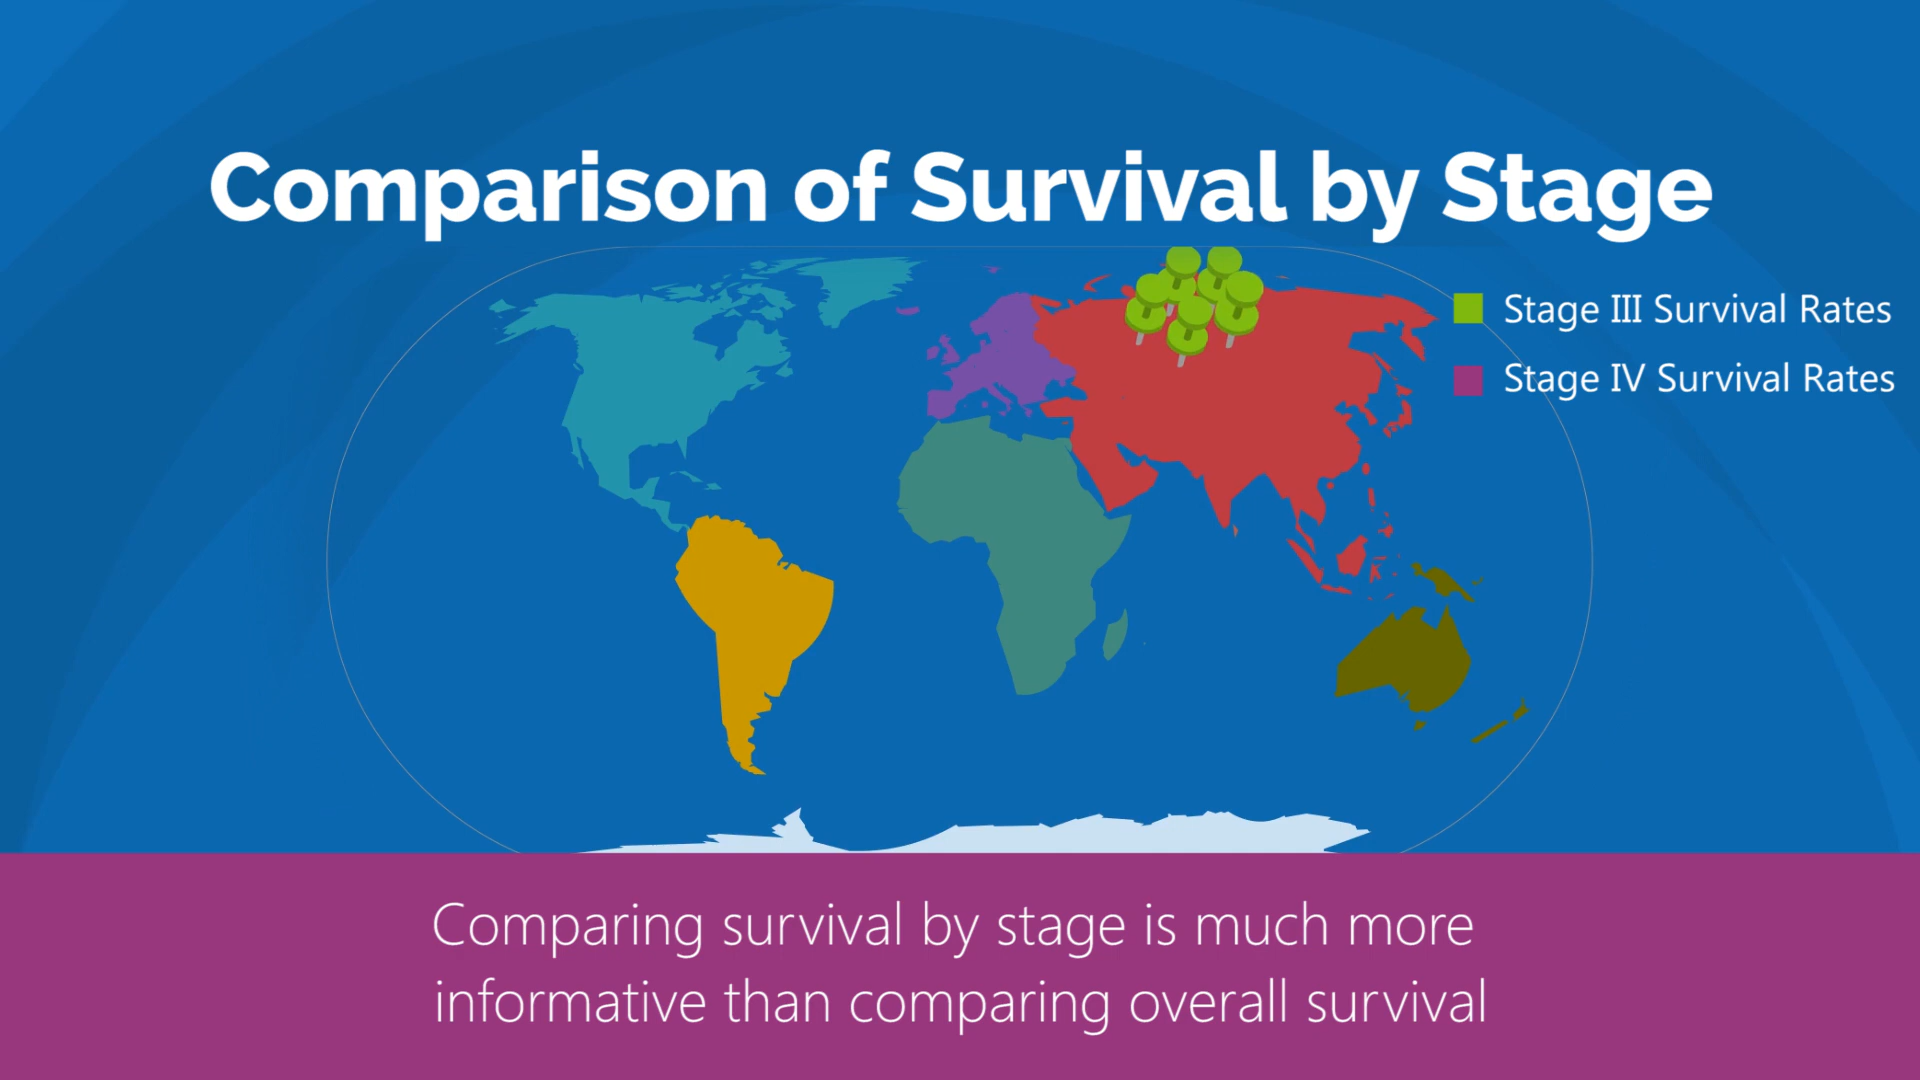 Comparison of Survival by Stage
Stage III Survival Rates
Stage IV Survival Rates
Comparing survival by stage is much more
informative than comparing overall survival